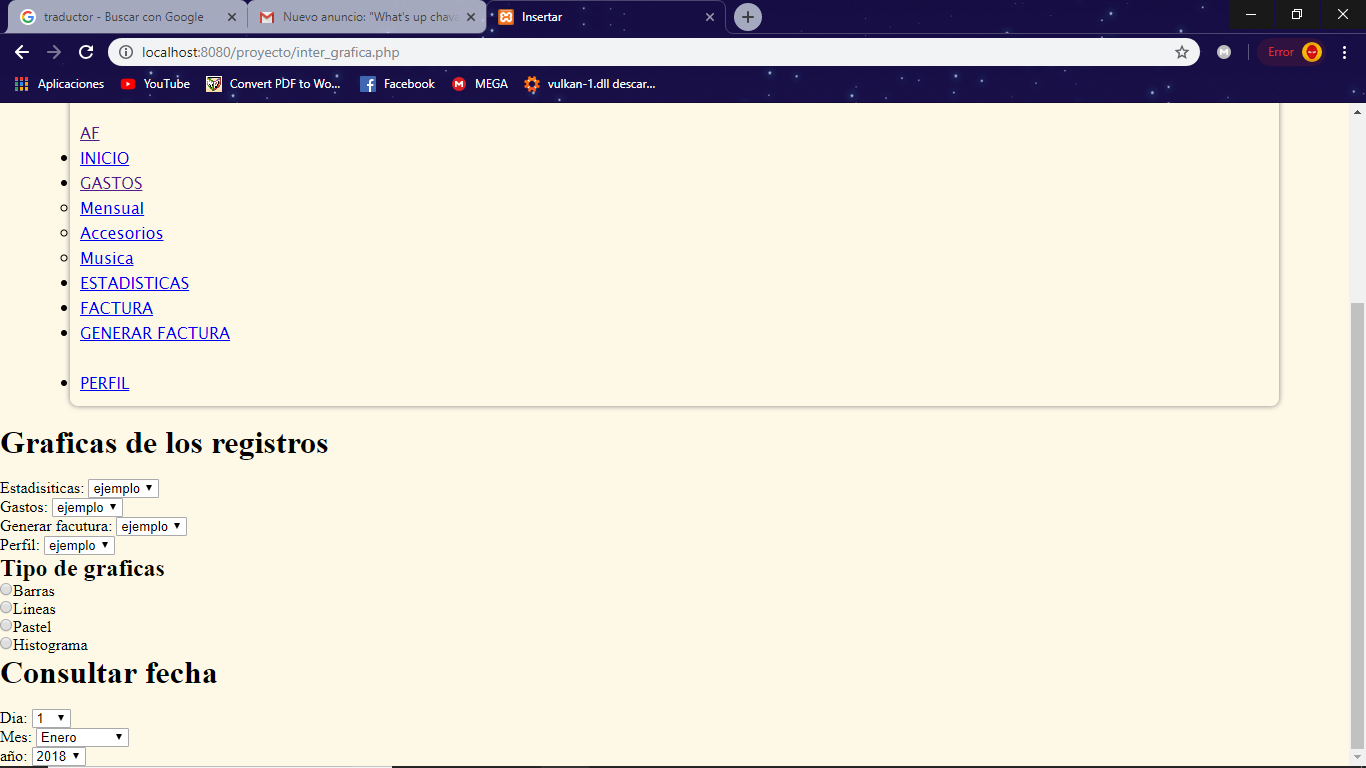 traductor - Buscar con Google
Nuevo anuncio: "What's up chava
Insertar
localhost:8080/proyecto/inter_grafica.php
Error
Aplicaciones
YouTube
Convert PDF to Wo...
Facebook
MEGA
vulkan-1.dll descar...
AF
INICIO
GASTOS
Mensual
Accesorios
Musica
ESTADISTICAS
FACTURA
GENERAR FACTURA
PERFIL
Graficas de los registros
Estadisiticas: ejemplo
Gastos: ejemplo
Generar facutura: ejemplo
Perfil: ejemplo
Tipo de graficas
Barras
Lineas
Pastel
Histograma
Consultar fecha
Dia: 1
Mes: Enero
año: 2018